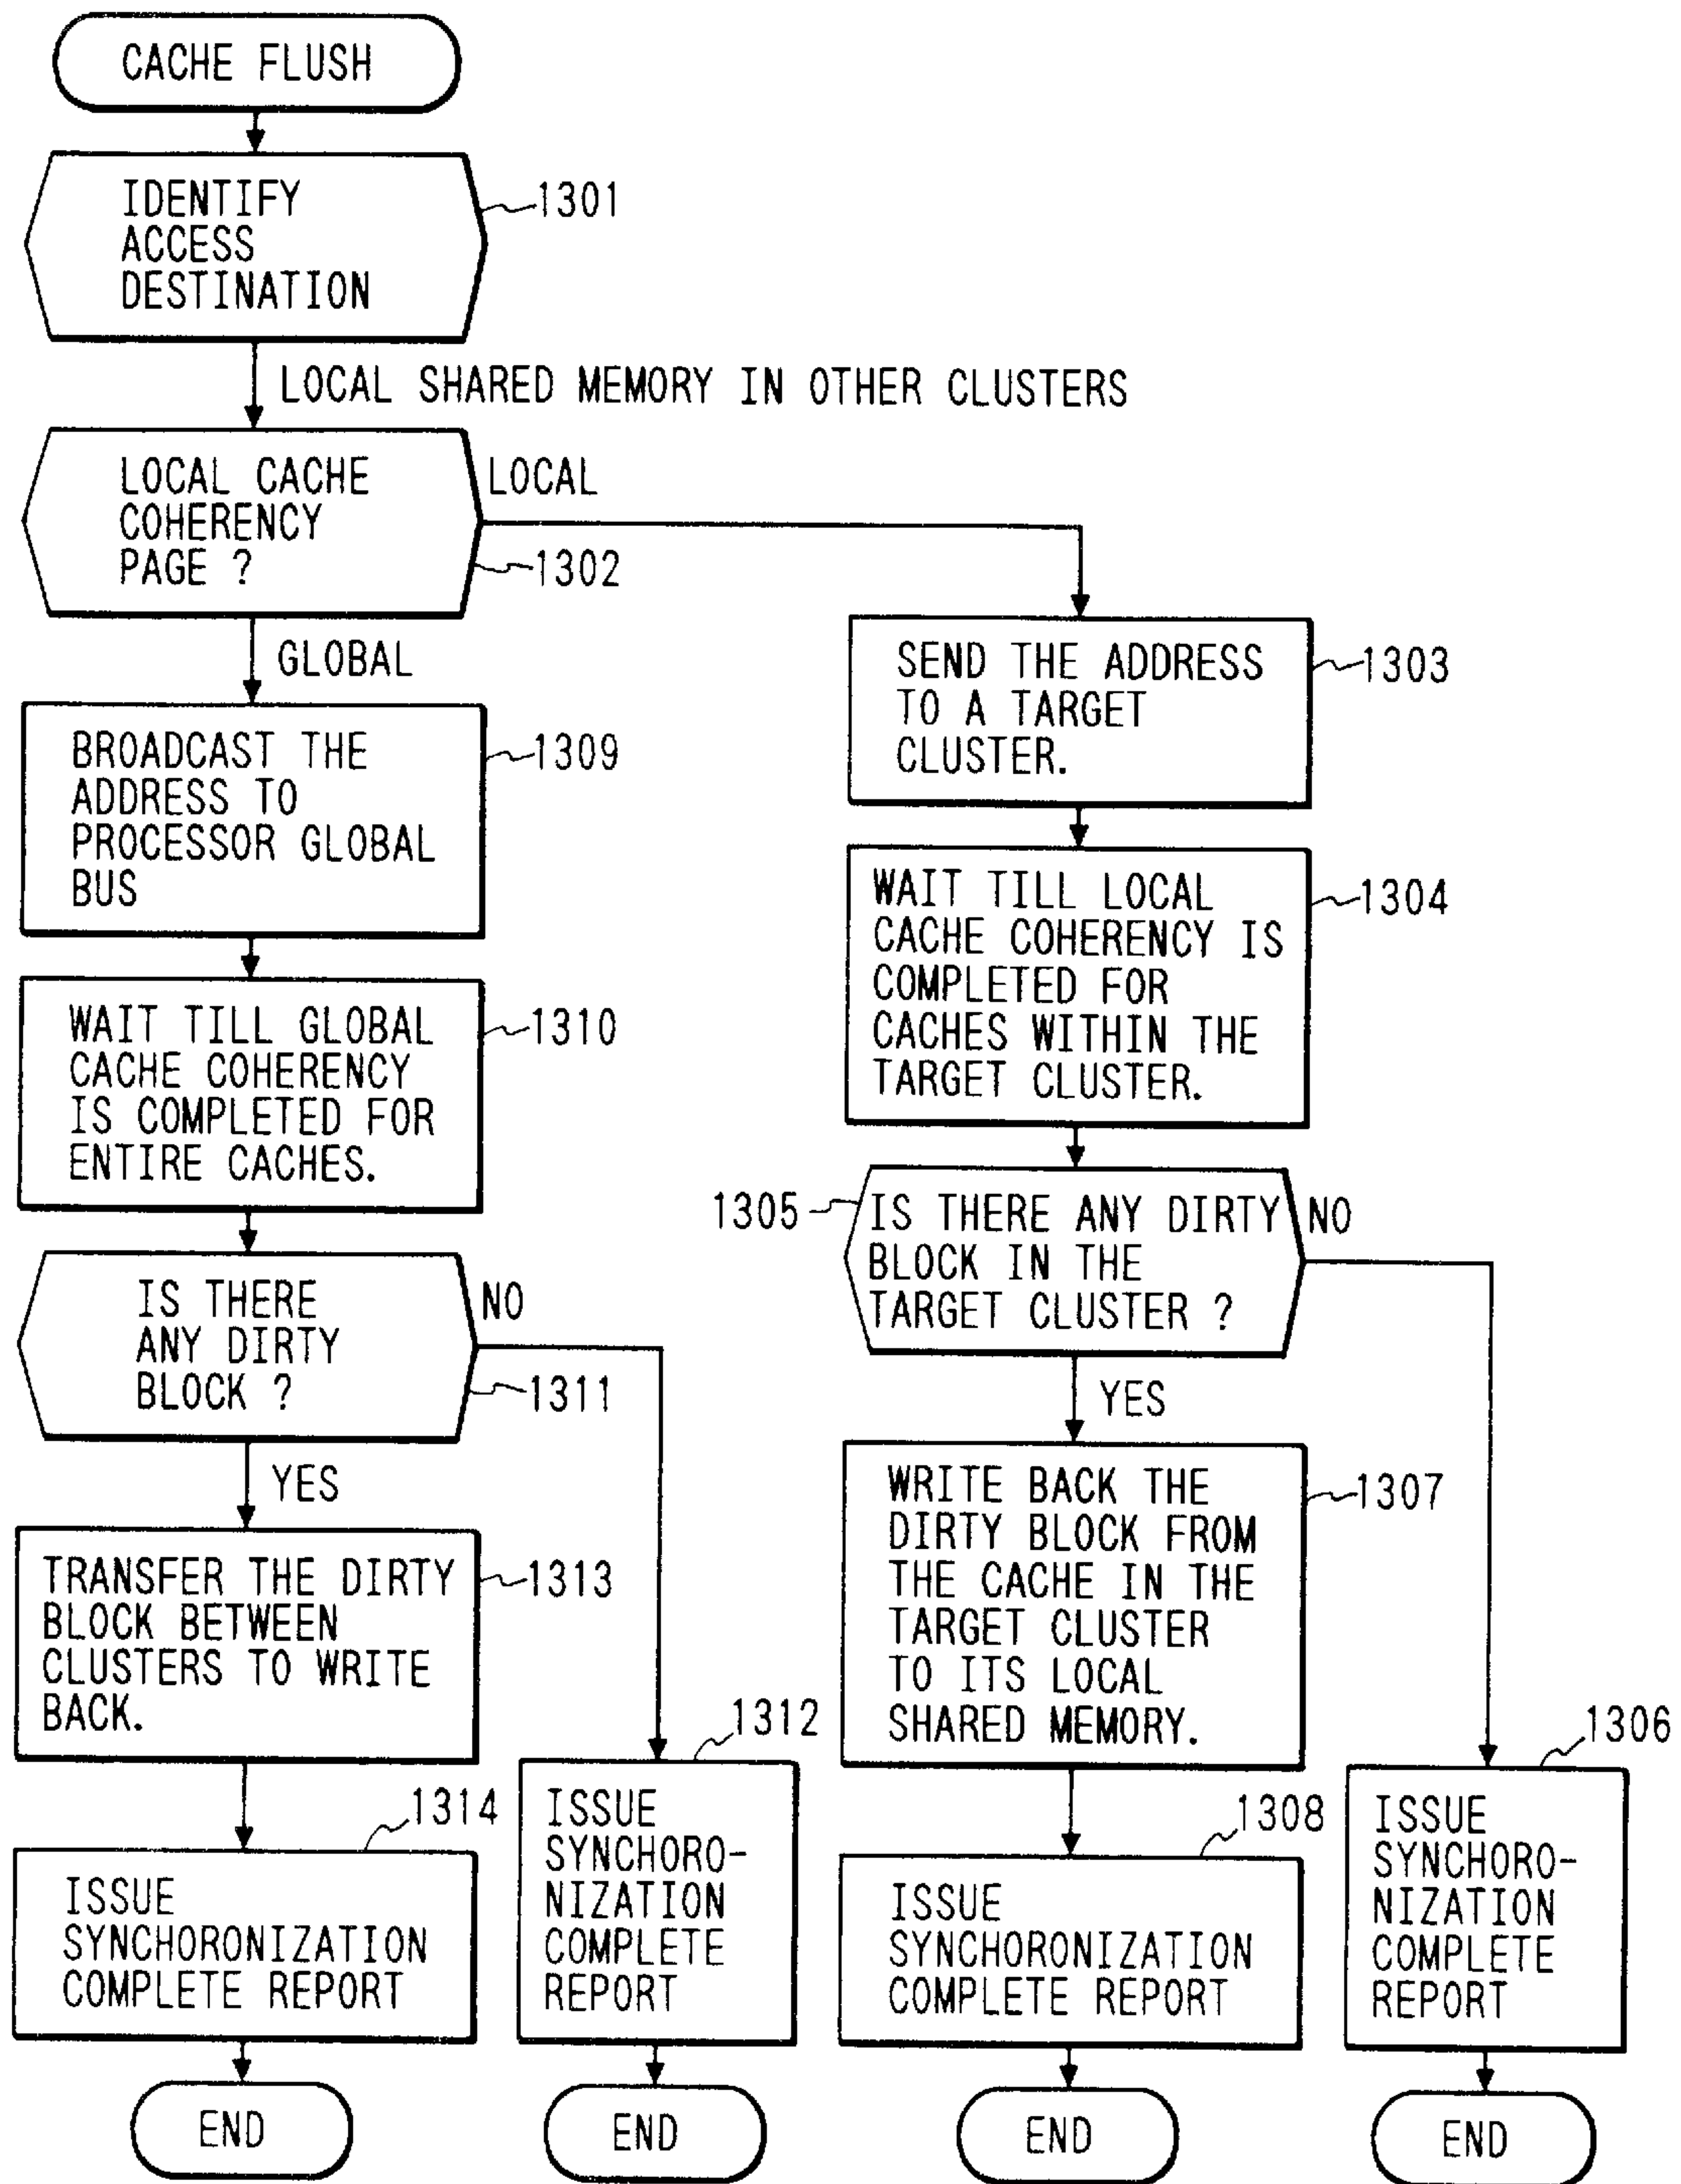 CACHE FLUSH
IDENTIFY
ACCESS
DESTINATION
1301
LOCAL SHARED MEMORY IN OTHER CLUSTERS
LOCAL CACHE
COHERENCY
PAGE ?
LOCAL
1302
GLOBAL
BROADCAST THE
ADDRESS TO
PROCESSOR GLOBAL
BUS
1309
WAIT TILL GLOBAL
CACHE COHERENCY
IS COMPLETED FOR
ENTIRE CACHES.
1310
IS THERE
ANY DIRTY
BLOCK ?
NO
1311
YES
TRANSFER THE DIRTY
BLOCK BETWEEN
CLUSTERS TO WRITE
BACK.
1313
1314
ISSUE
SYNCHORONIZATION
COMPLETE REPORT
END
1312
ISSUE
SYNCHORO-
NIZATION
COMPLETE
REPORT
END
SEND THE ADDRESS
TO A TARGET
CLUSTER.
1303
WAIT TILL LOCAL
CACHE COHERENCY IS
COMPLETED FOR
CACHES WITHIN THE
TARGET CLUSTER.
1304
1305
IS THERE ANY DIRTY
BLOCK IN THE
TARGET CLUSTER ?
NO
YES
WRITE BACK THE
DIRTY BLOCK FROM
THE CACHE IN THE
TARGET CLUSTER
TO ITS LOCAL
SHARED MEMORY.
1307
1308
ISSUE
SYNCHORONIZATION
COMPLETE REPORT
END
1306
ISSUE
SYNCHORO-
NIZATION
COMPLETE
REPORT
END